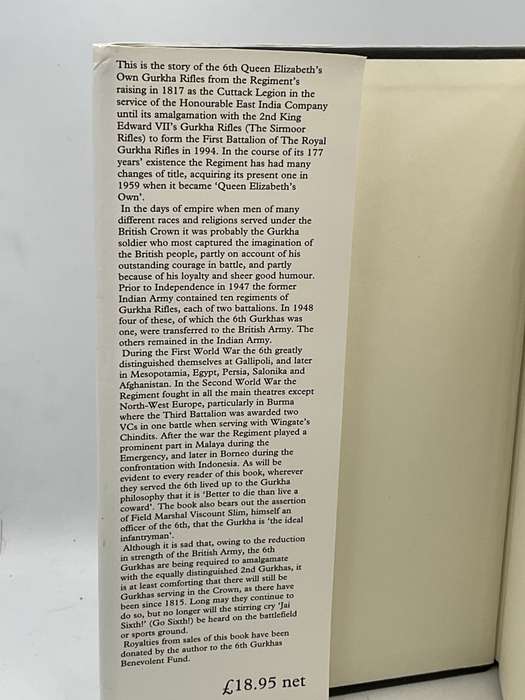 This is the story of the 6th Queen Elizabeth's
Own Gurkha Rifles from the Regiment's
raising in 1817 as the Cuttack Legion in the
service of the Honourable East India Company
until its amalgamation with the 2nd King
Edward VII's Gurkha Rifles (The Sirmoor
Rifles) to form the First Battalion of The Royal
Gurkha Rifles in 1994. In the course of its 177
years' existence the Regiment has had many
changes of title, acquiring its present one in
1959 when it became 'Queen Elizabeth's
Own'.
In the days of empire when men of many
different races and religions served under the
British Crown it was probably the Gurkha
soldier who most captured the imagination of
the British people, partly on account of his
outstanding courage in battle, and partly
because of his loyalty and sheer good humour.
Prior to Independence in 1947 the former
Indian Army contained ten regiments of
Gurkha Rifles, each of two battalions. In 1948
four of these, of which the 6th Gurkhas was
one, were transferred to the British Army. The
others remained in the Indian Army.
During the First World War the 6th greatly
distinguished themselves at Gallipoli, and later
in Mesopotamia, Egypt, Persia, Salonika and
Afghanistan. In the Second World War the
Regiment fought in all the main theatres except
North-West Europe, particularly in Burma
where the Third Battalion was awarded two
VCs in one battle when serving with Wingate's
Chindits. After the war the Regiment played a
prominent part in Malaya during the
Emergency, and later in Borneo during the
confrontation with Indonesia. As will be
evident to every reader of this book, wherever
they served the 6th lived up to the Gurkha
philosophy that it is 'Better to die than live a
coward'. The book also bears out the assertion
of Field Marshal Viscount Slim, himself an
officer of the 6th, that the Gurkha is 'the ideal
infantryman'.
Although it is sad that, owing to the reduction
in strength of the British Army, the 6th
Gurkhas are being required to amalgamate
with the equally distinguished 2nd Gurkhas, it
is at least comforting that there will still be
Gurkhas serving in the Crown, as there have
been since 1815. Long may they continue to
do so, but no longer will the stirring cry 'Jai
Sixth!' (Go Sixth!) be heard on the battlefield
or sports ground.
Royalties from sales of this book have been
donated by the author to the 6th Gurkhas
Benevolent Fund.
£18.95 net